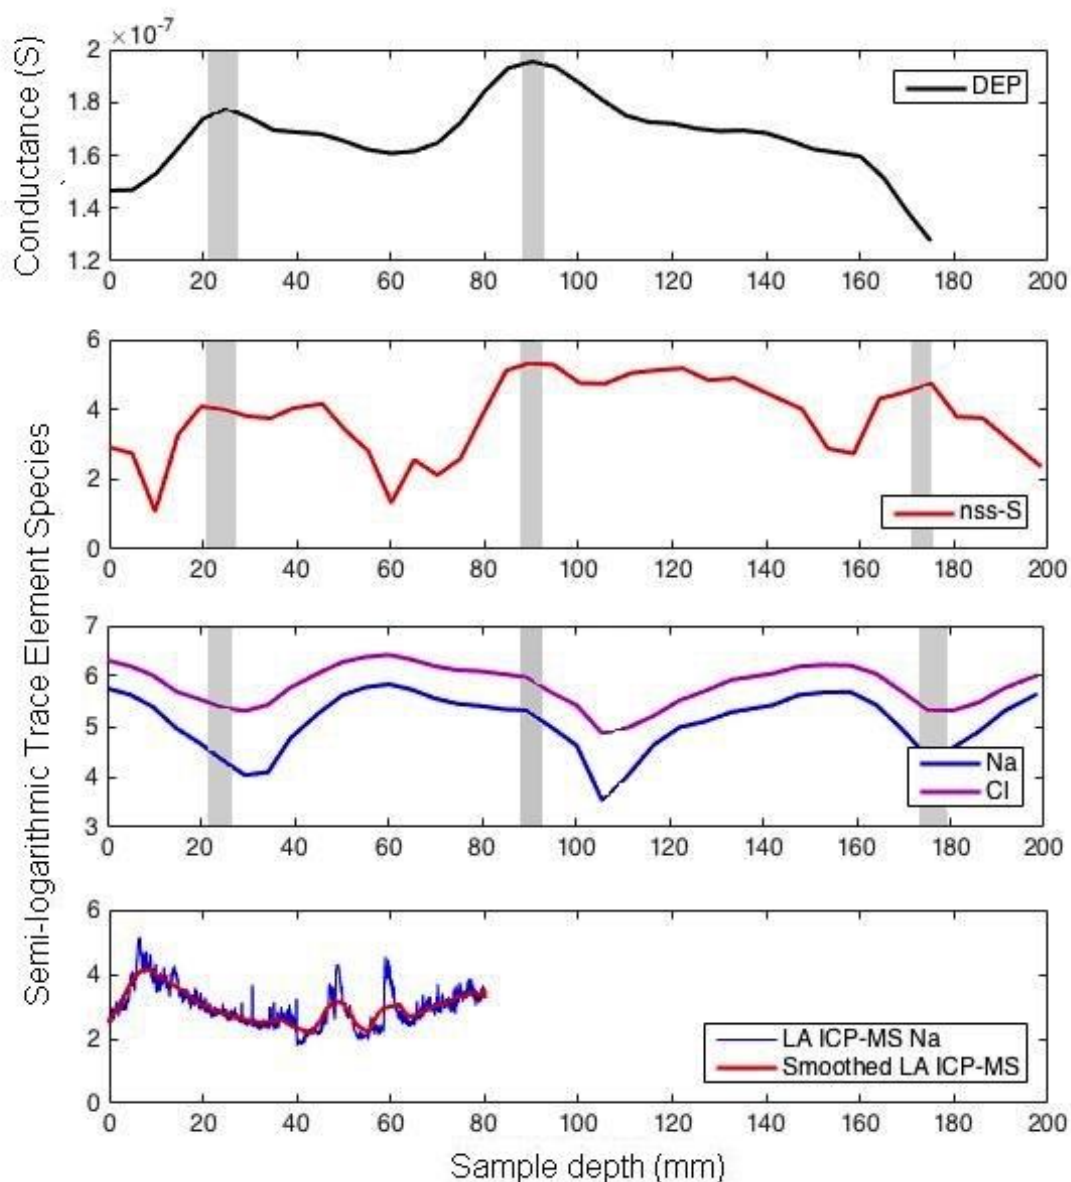 ×10⁻⁷
Conductance (S)
2
1.8
1.6
1.4
1.2
DEP
0 20 40 60 80 100 120 140 160 180 200
Semi-logarithmic Trace Element Species
6
4
2
0
nss-S
0 20 40 60 80 100 120 140 160 180 200
7
6
5
4
3
Na
Cl
0 20 40 60 80 100 120 140 160 180 200
6
4
2
0
LA ICP-MS Na
Smoothed LA ICP-MS
0 20 40 60 80 100 120 140 160 180 200
Sample depth (mm)